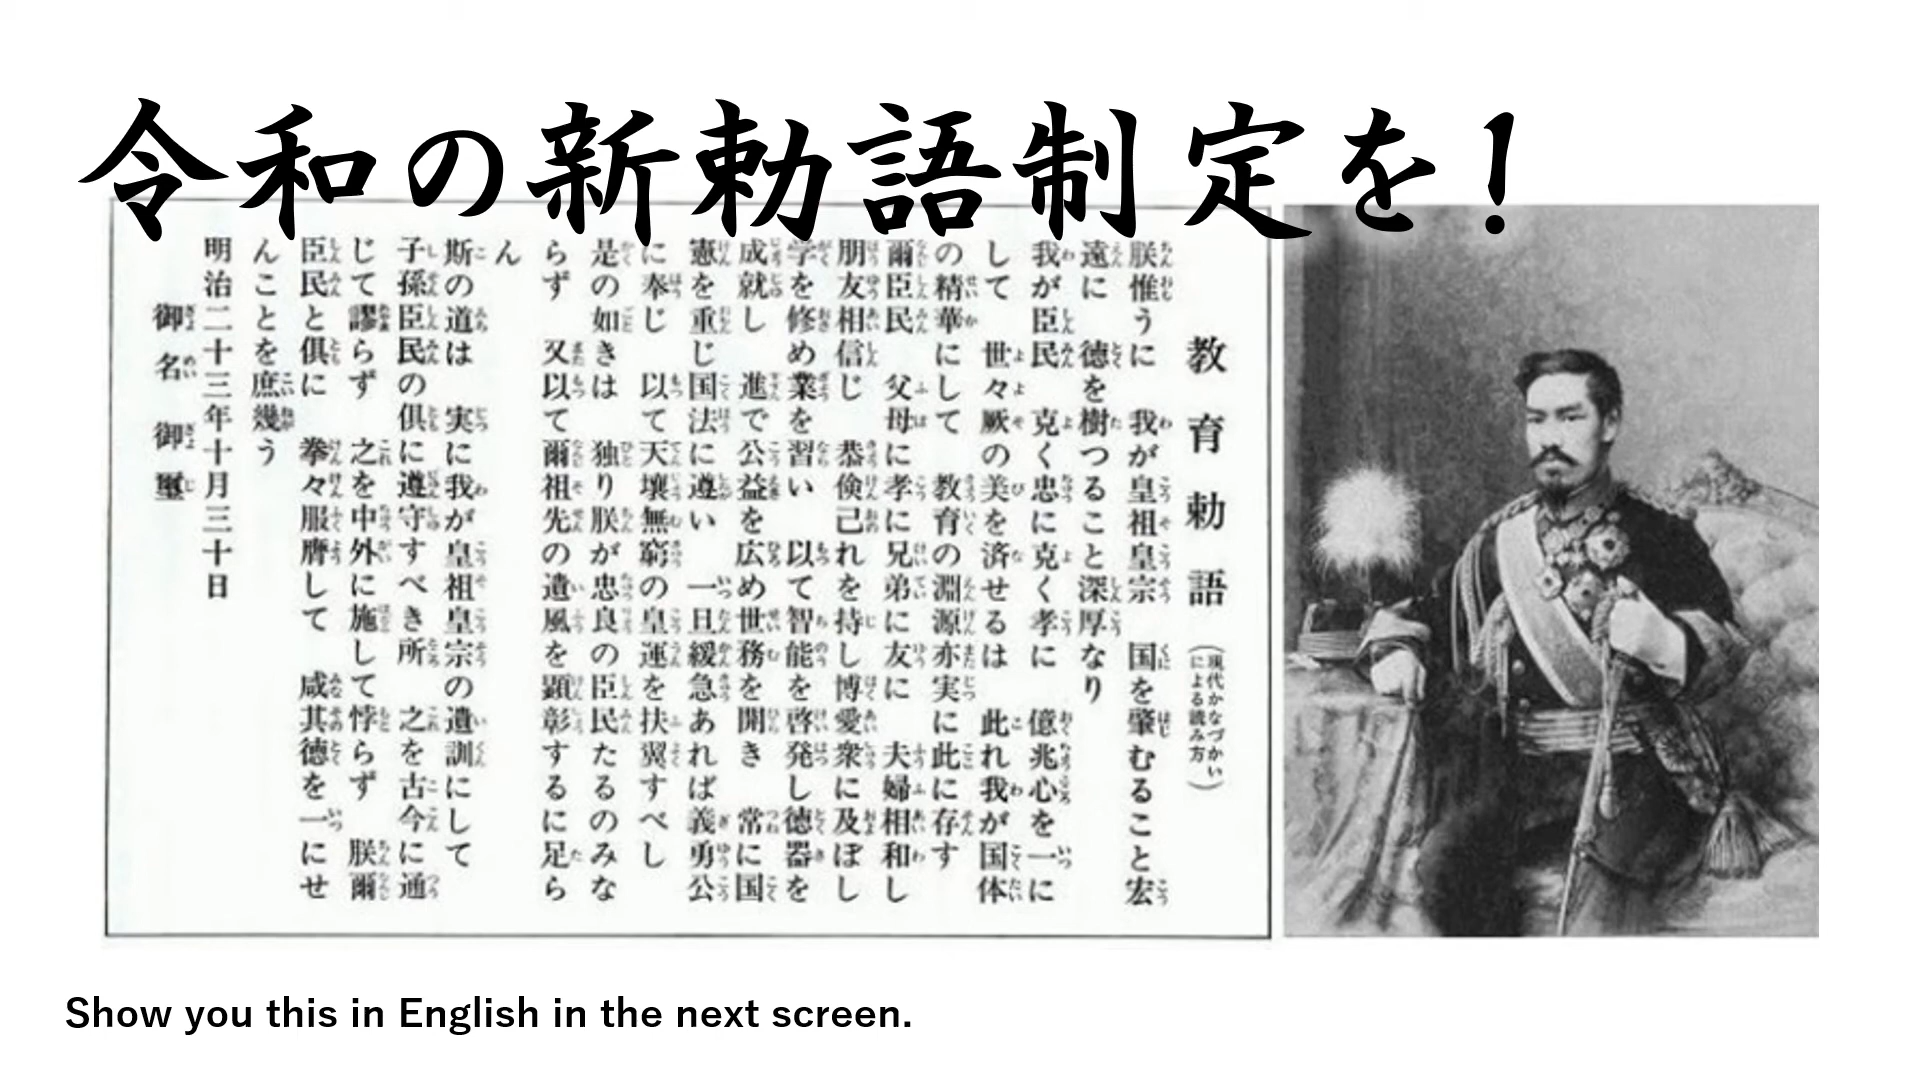 令和の新勅語制定を！
教育勅語（現代かなづかいによる読み方）
朕惟うに　我が皇祖皇宗　国を肇むること宏
遠に　徳を樹つること深厚なり
我が臣民　克く忠に克く孝に　億兆心を一に
して　世々厥の美を済せるは　此れ我が国体
の精華にして　教育の淵源亦実に此に存す
爾臣民　父母に孝に兄弟に友に　夫婦相和し
朋友相信じ　恭倹己れを持し博愛衆に及ぼし
学を修め業を習い　以て智能を啓発し徳器を
成就し　進で公益を広め世務を開き　常に国
憲を重じ国法に遵い　一旦緩急あれば義勇公
に奉じ　以て天壌無窮の皇運を扶翼すべし
是の如きは　独り朕が忠良の臣民たるのみな
らず　又以て爾祖先の遺風を顕彰するに足ら
ん
斯の道は　実に我が皇祖皇宗の遺訓にして
子孫臣民の俱に遵守すべき所　之を古今に通
じて謬らず　之を中外に施して悖らず　朕爾
臣民と俱に　拳々服膺して　咸其徳を一にせ
んことを庶幾う
明治二十三年十月三十日
御名　御璽
Show you this in English in the next screen.